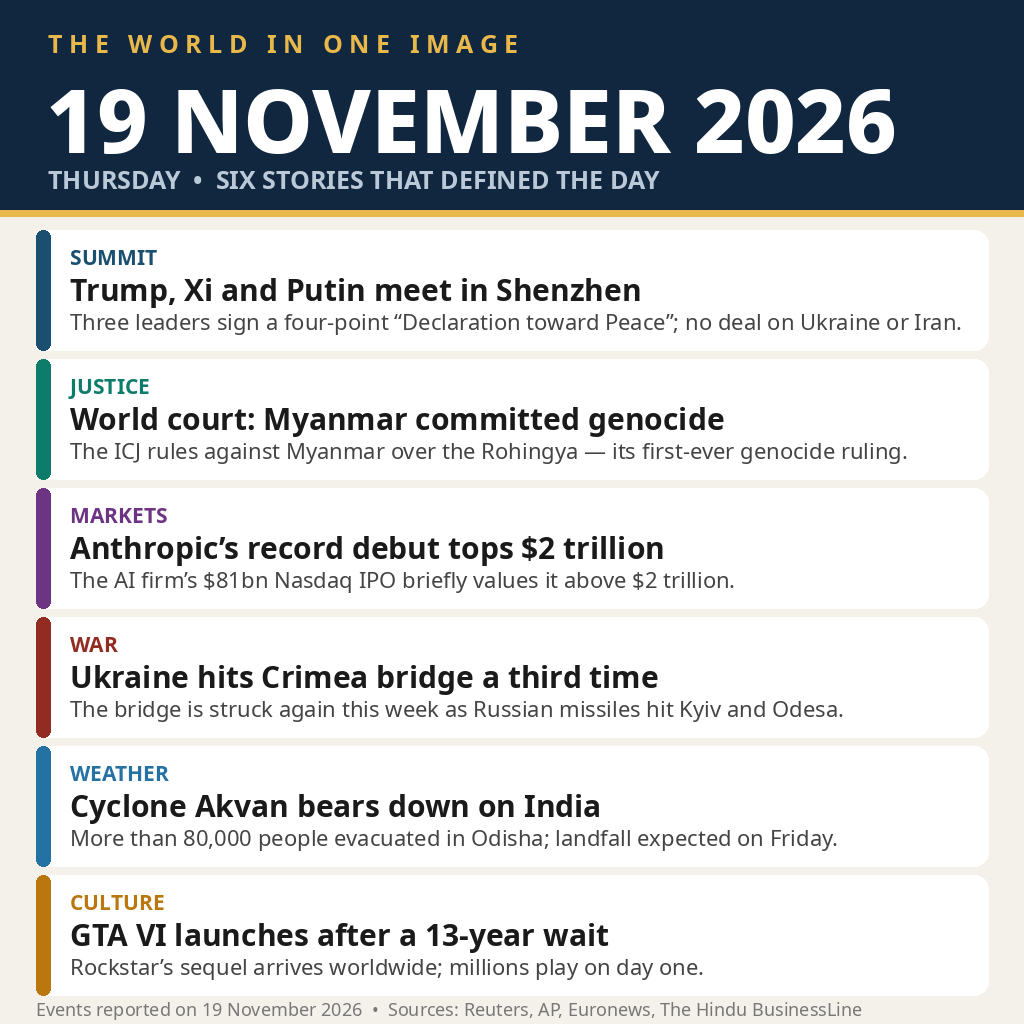 THE WORLD IN ONE IMAGE
19 NOVEMBER 2026
THURSDAY • SIX STORIES THAT DEFINED THE DAY
SUMMIT
Trump, Xi and Putin meet in Shenzhen
Three leaders sign a four-point “Declaration toward Peace”; no deal on Ukraine or Iran.
JUSTICE
World court: Myanmar committed genocide
The ICJ rules against Myanmar over the Rohingya — its first-ever genocide ruling.
MARKETS
Anthropic’s record debut tops $2 trillion
The AI firm’s $81bn Nasdaq IPO briefly values it above $2 trillion.
WAR
Ukraine hits Crimea bridge a third time
The bridge is struck again this week as Russian missiles hit Kyiv and Odesa.
WEATHER
Cyclone Akvan bears down on India
More than 80,000 people evacuated in Odisha; landfall expected on Friday.
CULTURE
GTA VI launches after a 13-year wait
Rockstar’s sequel arrives worldwide; millions play on day one.
Events reported on 19 November 2026 • Sources: Reuters, AP, Euronews, The Hindu BusinessLine